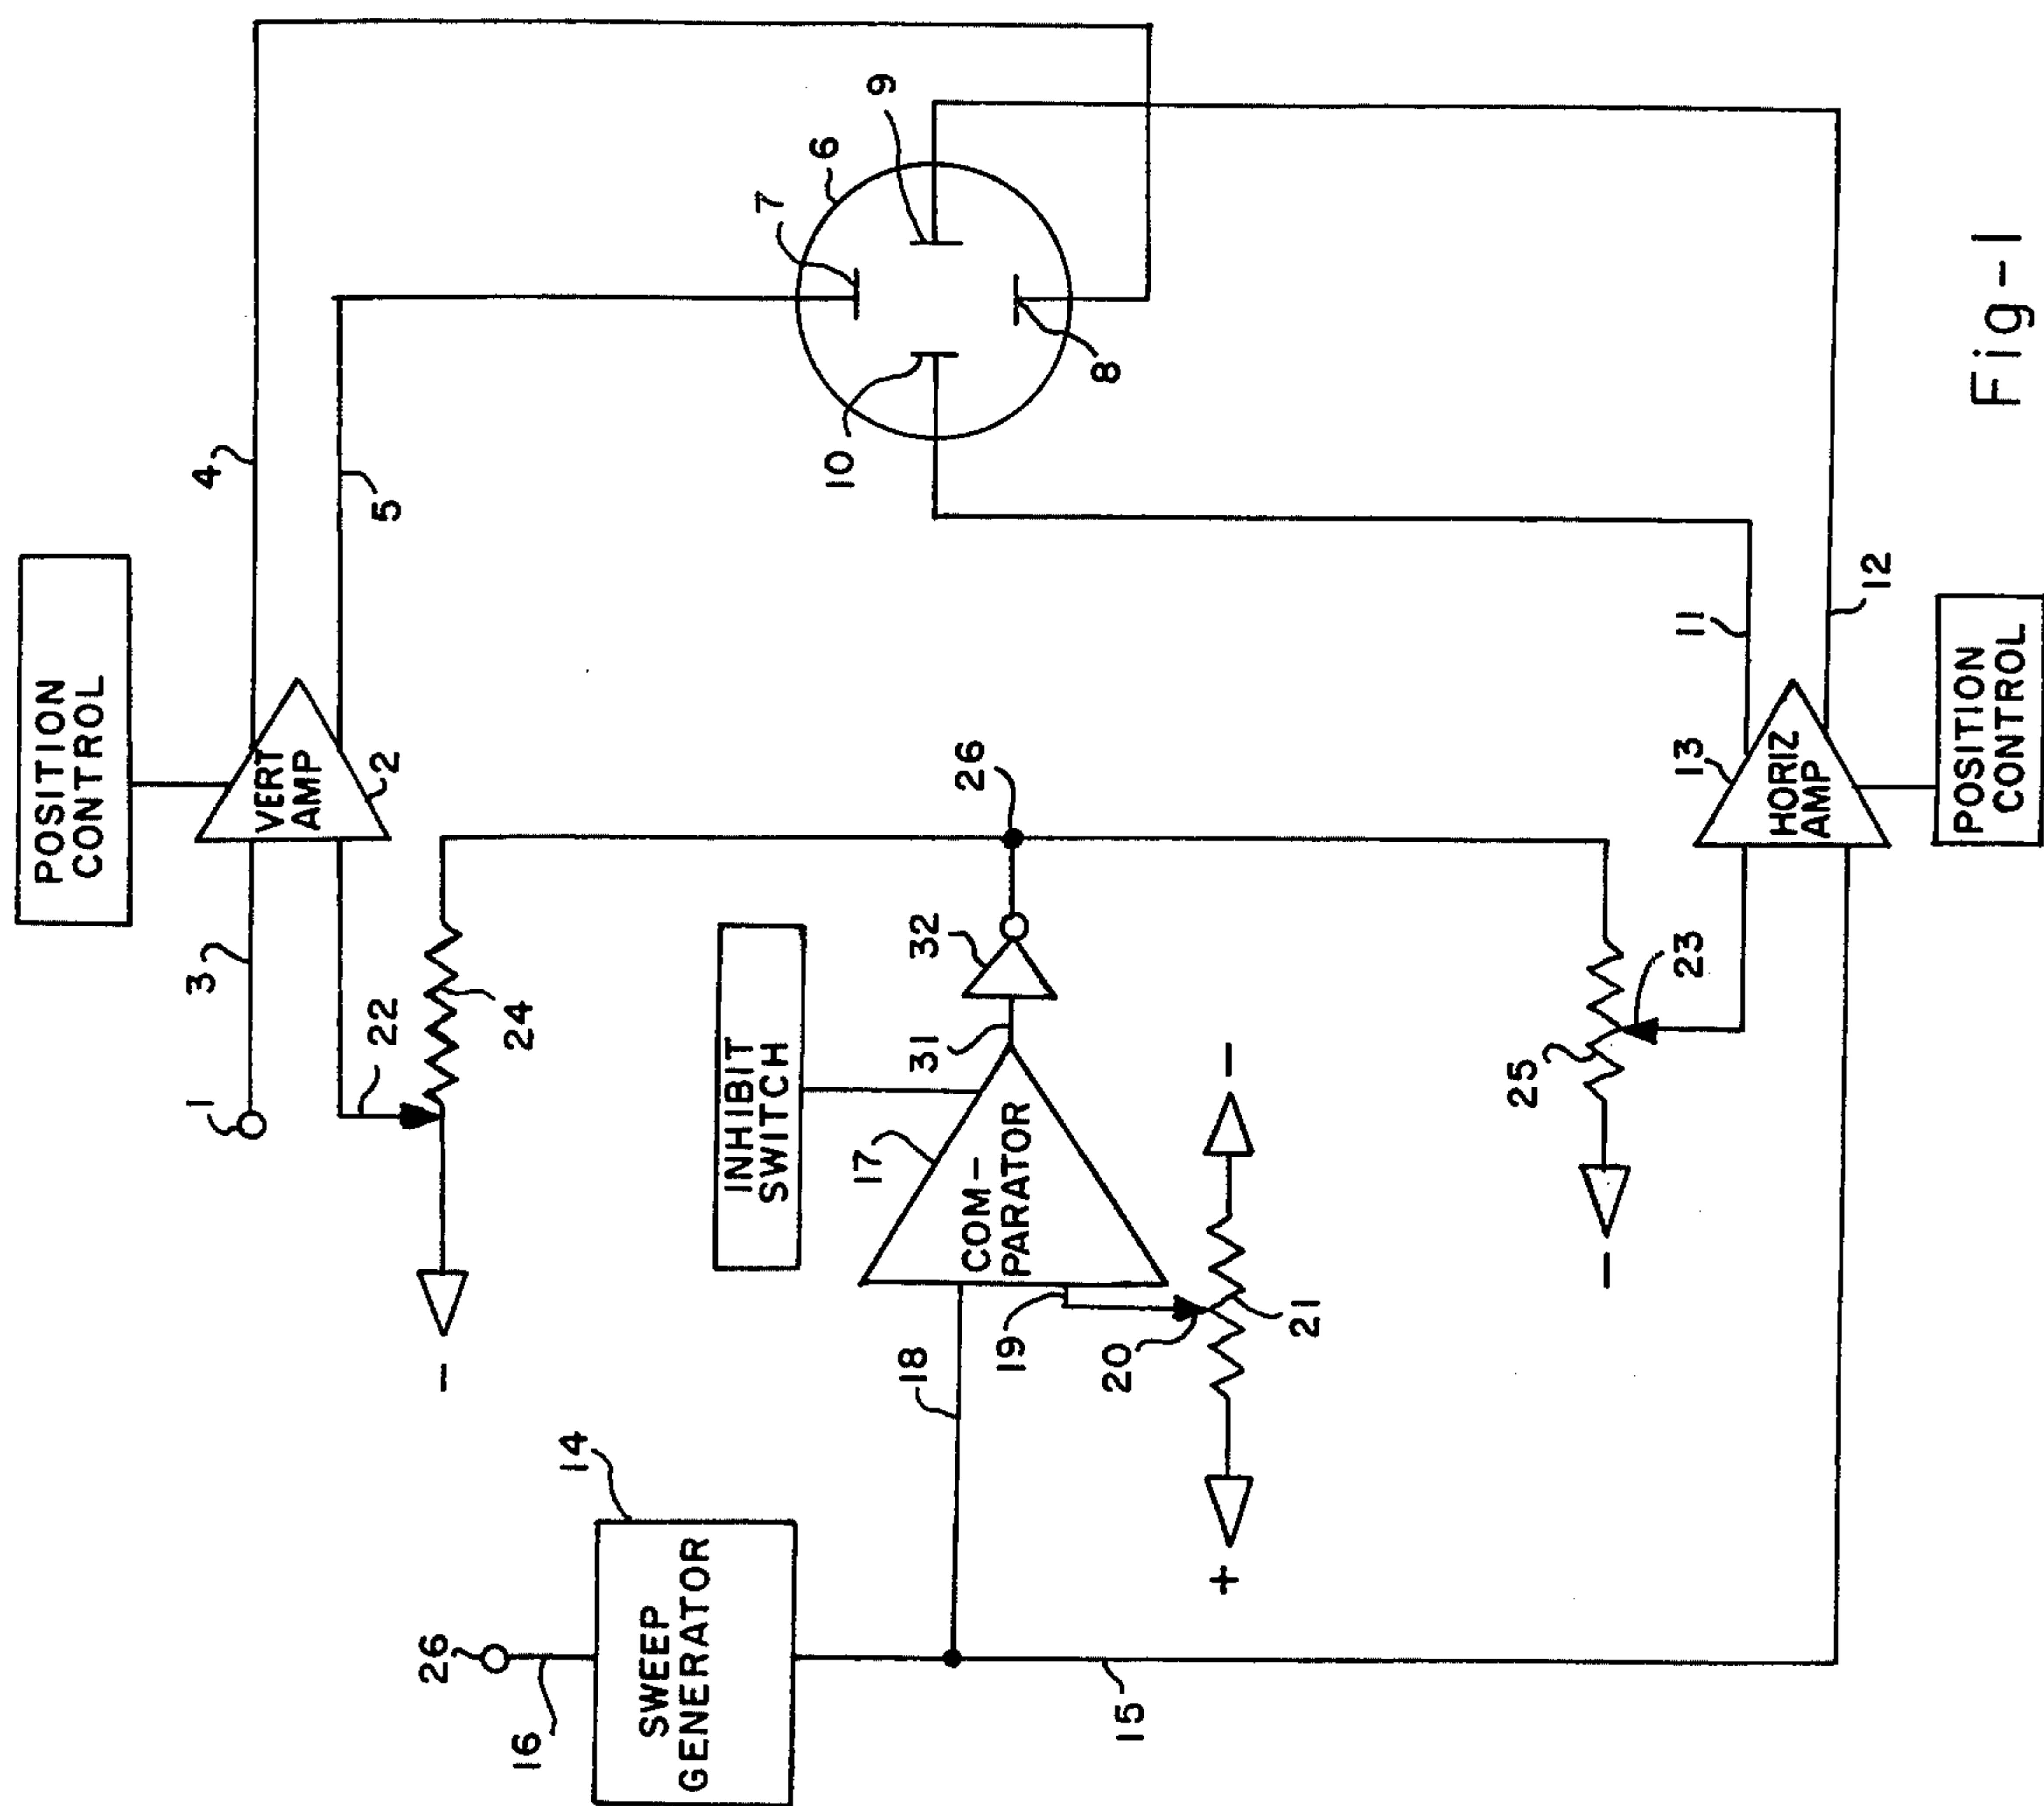 POSITION
CONTROL
VERT
AMP
2
3
1
4
5
22
24
6
7
8
9
10
INHIBIT
SWITCH
COM-
PARATOR
17
18
19
20
21
31
32
26
+
-
-
-
SWEEP
GENERATOR
14
26
16
15
25
23
HORIZ
AMP
13
11
12
POSITION
CONTROL
Fig-1